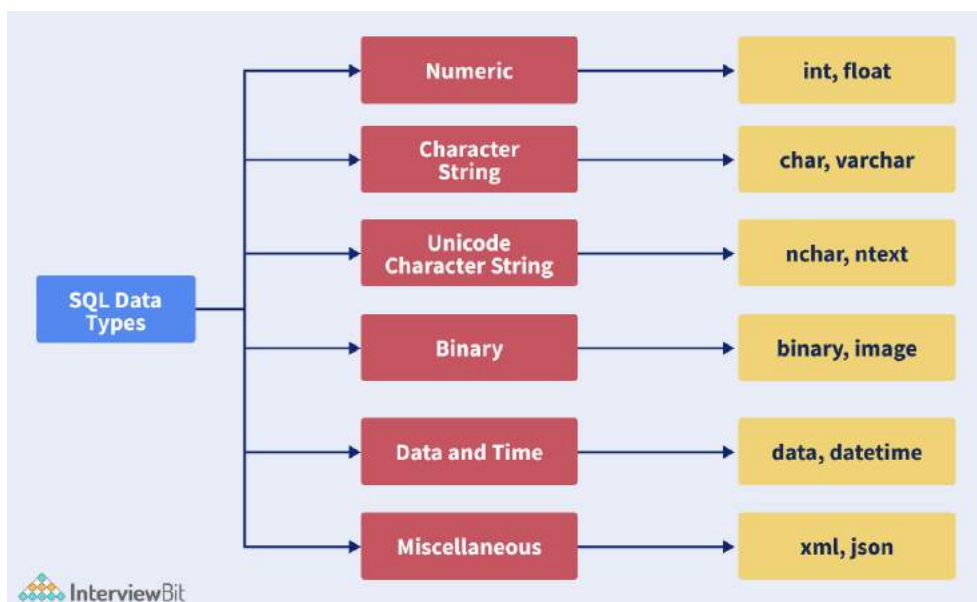 Numeric
int, float
Character
String
char, varchar
Unicode
Character String
nchar, ntext
SQL Data
Types
Binary
binary, image
Data and Time
data, datetime
Miscellaneous
xml, json
InterviewBit